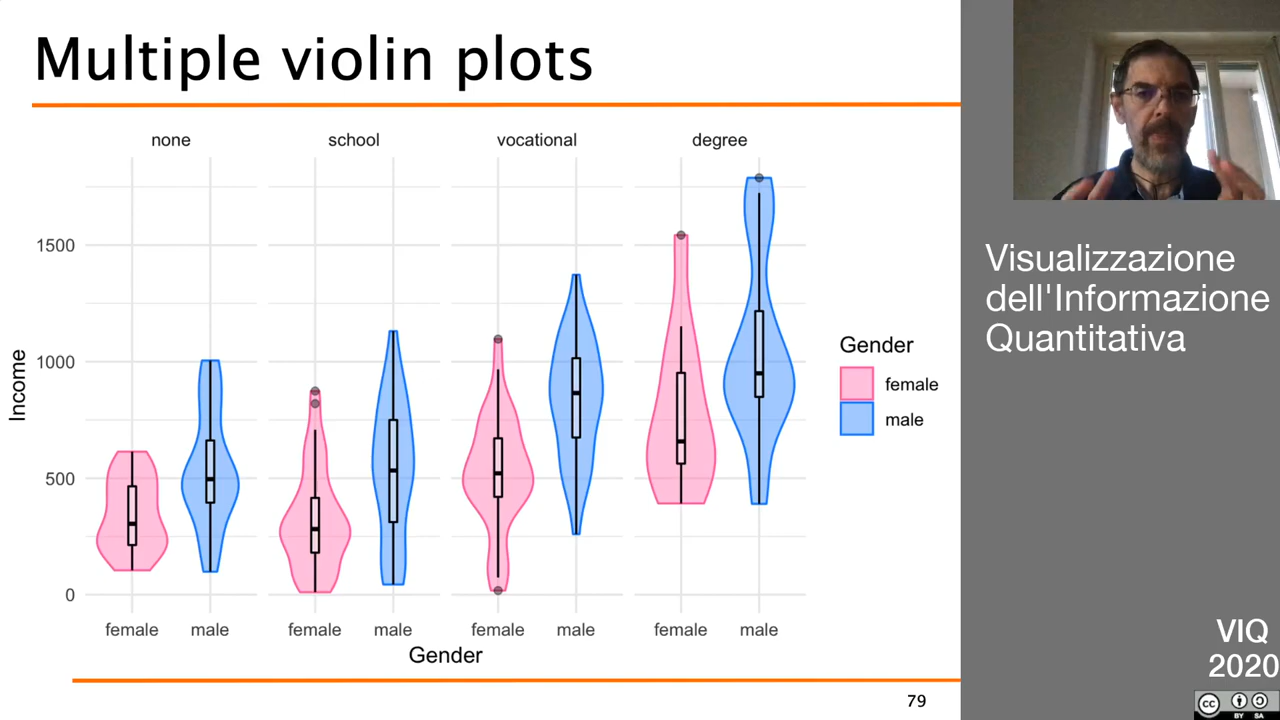 Multiple violin plots
none school vocational degree
1500
1000
500
0
Income
female male female male female male female male
Gender
Gender
female
male
79
Visualizzazione
dell'Informazione
Quantitativa
VIQ
2020
CC
BY SA